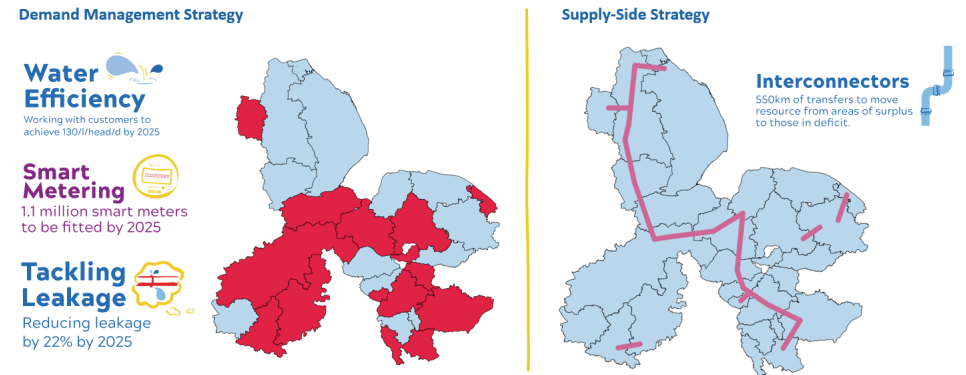 Demand Management Strategy
Water
Efficiency
Working with customers to
achieve 130/l/head/d by 2025
Smart
Metering
1.1 million smart meters
to be fitted by 2025
Tackling
Leakage
Reducing leakage
by 22% by 2025
Supply-Side Strategy
Interconnectors
550km of transfers to move
resource from areas of surplus
to those in deficit.